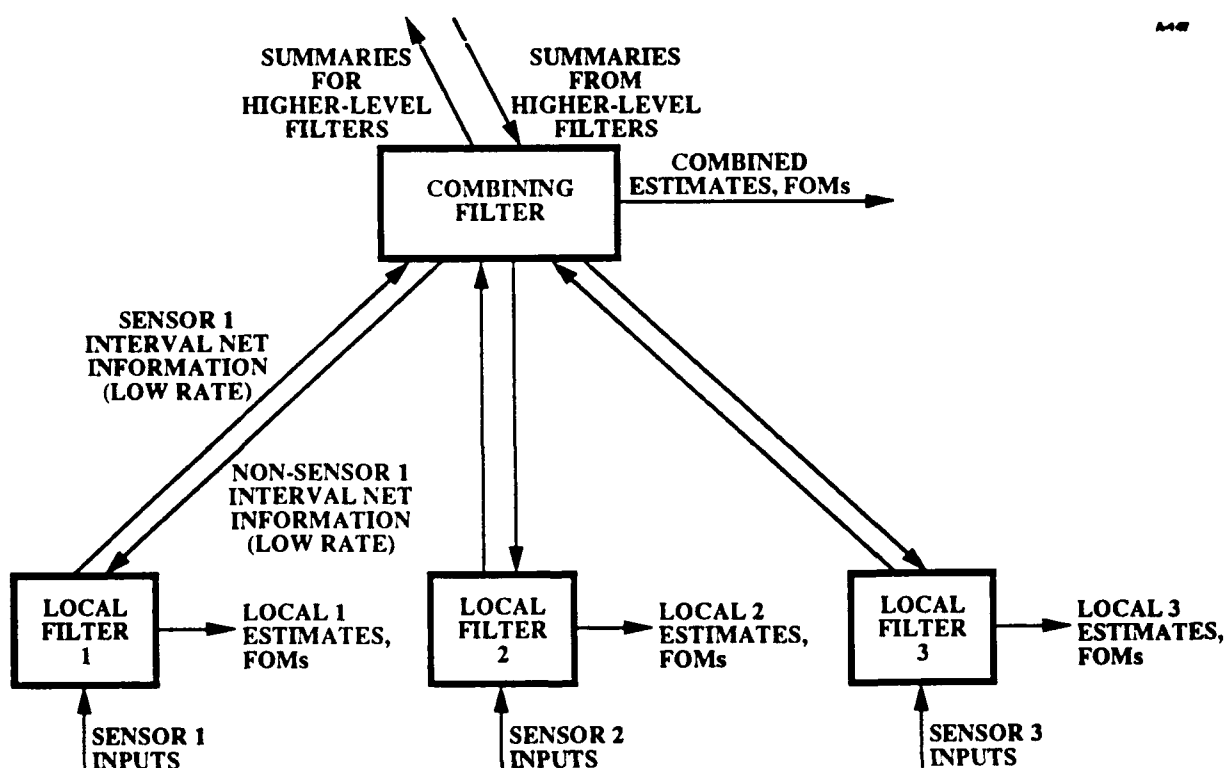 SUMMARIES
FOR
HIGHER-LEVEL
FILTERS
SUMMARIES
FROM
HIGHER-LEVEL
FILTERS
COMBINING
FILTER
COMBINED
ESTIMATES, FOMs
SENSOR 1
INTERVAL NET
INFORMATION
(LOW RATE)
NON-SENSOR 1
INTERVAL NET
INFORMATION
(LOW RATE)
LOCAL
FILTER
1
LOCAL 1
ESTIMATES,
FOMs
LOCAL
FILTER
2
LOCAL 2
ESTIMATES,
FOMs
LOCAL
FILTER
3
LOCAL 3
ESTIMATES,
FOMs
SENSOR 1
INPUTS
SENSOR 2
INPUTS
SENSOR 3
INPUTS